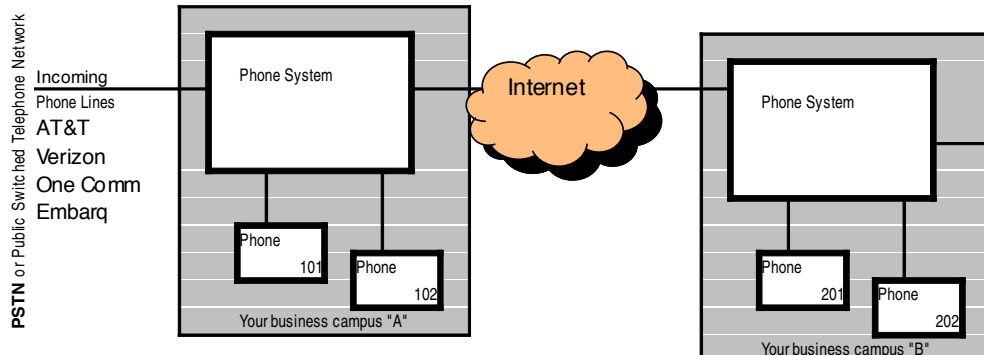 PSTN or Public Switched Telephone Network
Incoming
Phone Lines
AT&T
Verizon
One Comm
Embarq
Phone System
Phone
101
Phone
102
Your business campus "A"
Internet
Phone System
Phone
201
Phone
202
Your business campus "B"